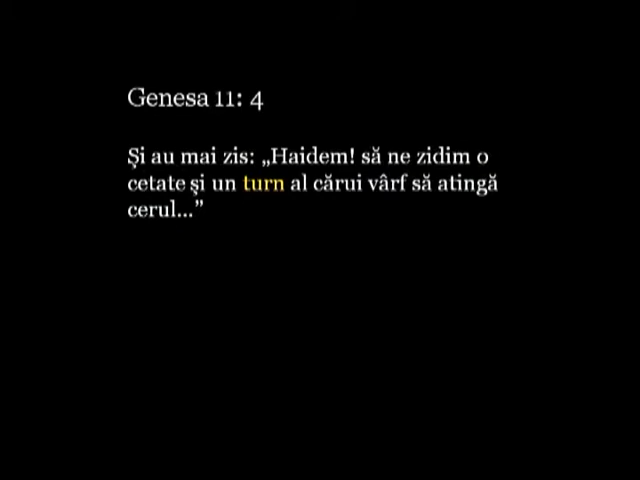 Genesa 11: 4
Și au mai zis: „Haidem! să ne zidim o
cetate și un turn al cărui vârf să atingă
cerul...”